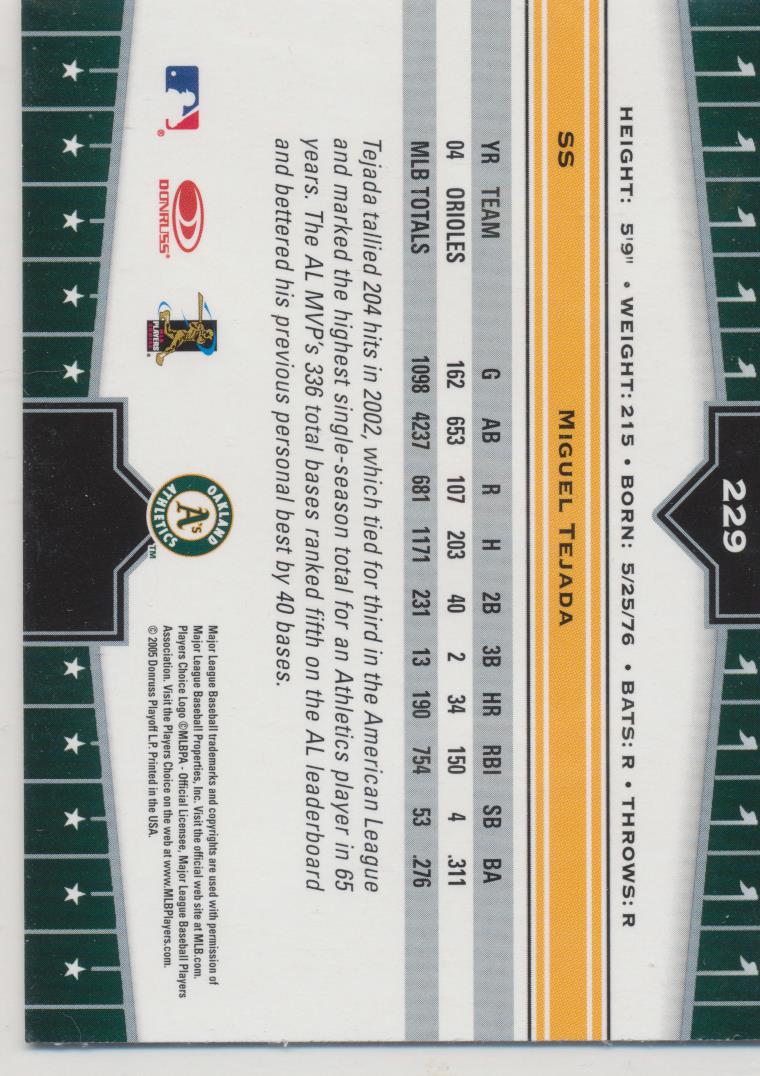 229
HEIGHT: 5'9" • WEIGHT: 215 • BORN: 5/25/76 • BATS: R • THROWS: R
SS MIGUEL TEJADA
YR TEAM G AB R H 2B 3B HR RBI SB BA
04 ORIOLES 162 653 107 203 40 2 34 150 4 .311
MLB TOTALS 1098 4237 681 1171 231 13 190 754 53 .276
Tejada tallied 204 hits in 2002, which tied for third in the American League
and marked the highest single-season total for an Athletics player in 65
years. The AL MVP's 336 total bases ranked fifth on the AL leaderboard
and bettered his previous personal best by 40 bases.
®
DONRUSS®
PLAYERS
®
OAKLAND
A's
ATHLETICS
TM
Major League Baseball trademarks and copyrights are used with permission of
Major League Baseball Properties, Inc. Visit the official web site at MLB.com.
Players Choice Logo ©MLBPA - Official Licensee, Major League Baseball Players
Association. Visit the Players Choice on the web at www.MLBPlayers.com.
© 2005 Donruss Playoff L.P. Printed in the USA.